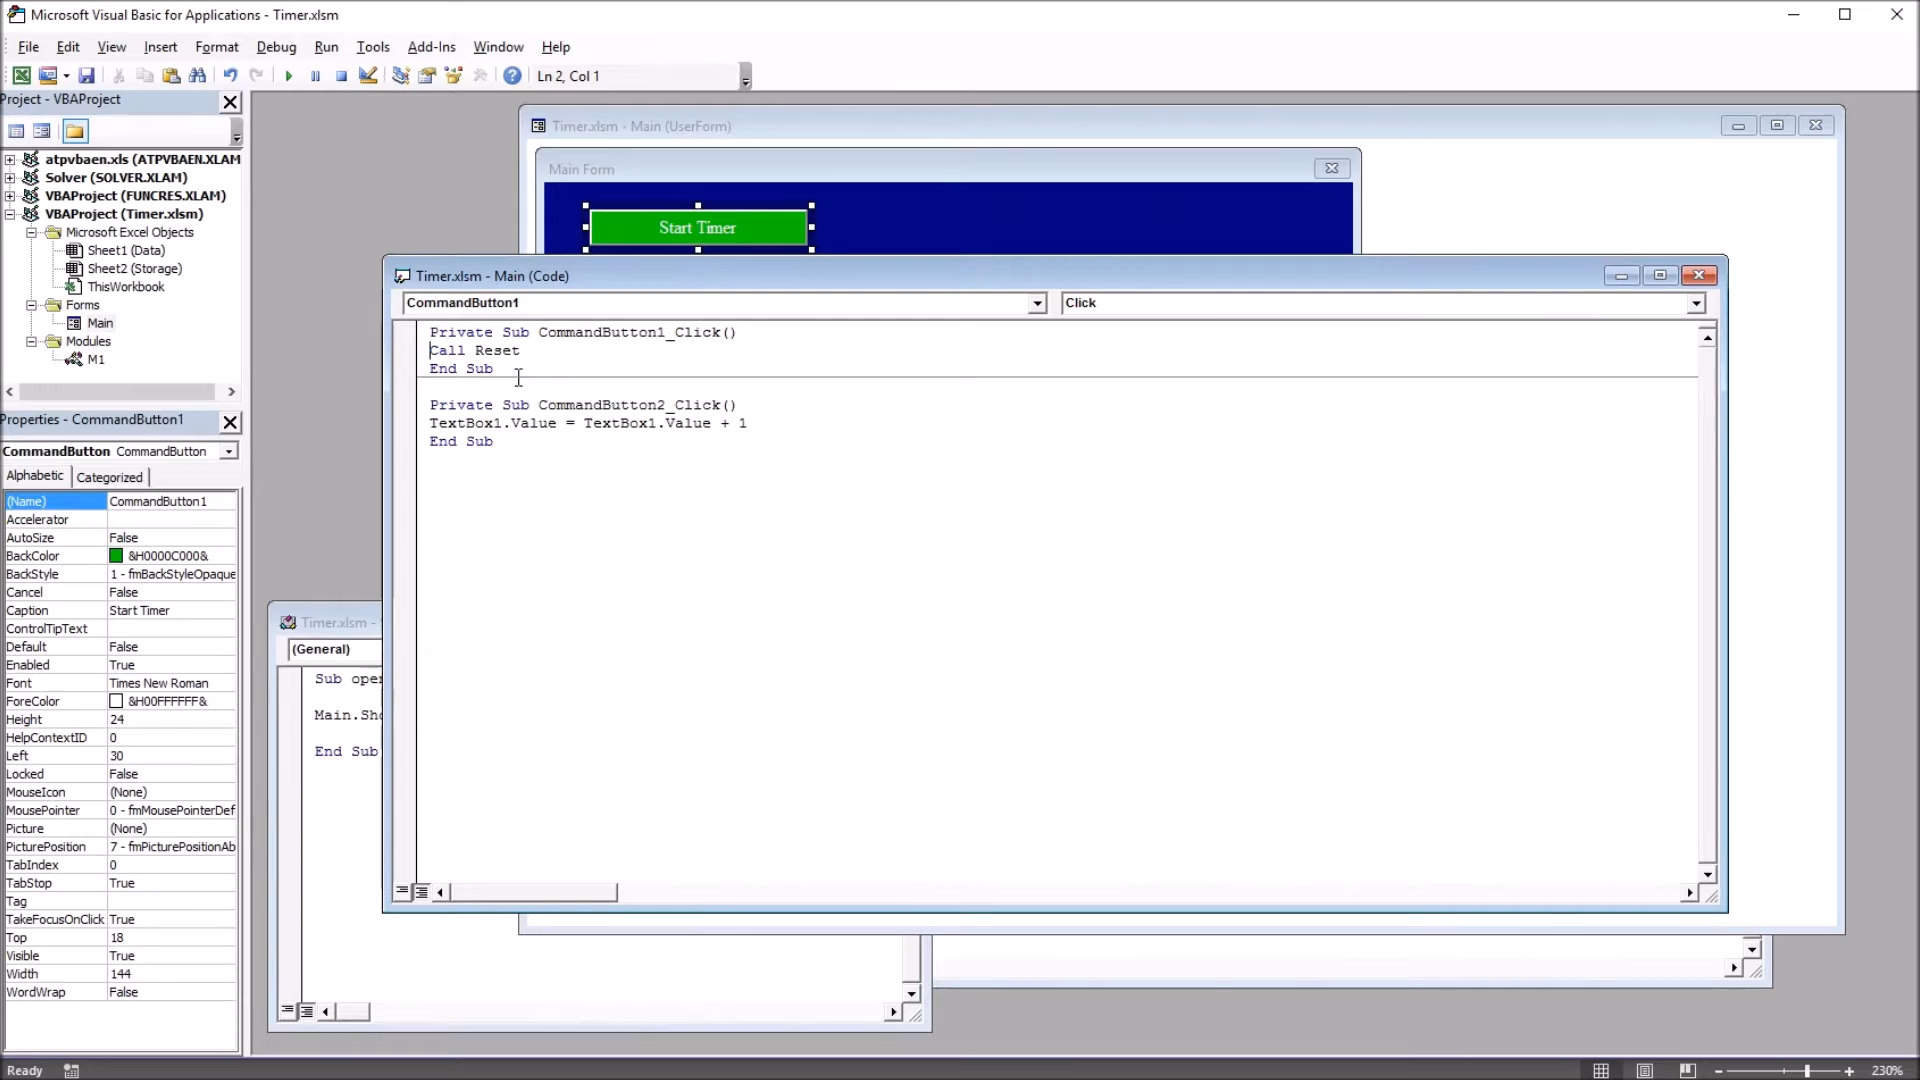 Microsoft Visual Basic for Applications - Timer.xlsm
File Edit View Insert Format Debug Run Tools Add-Ins Window Help
Ln 2, Col 1
Project - VBAProject
atpvbaen.xls (ATPVBAEN.XLAM
Solver (SOLVER.XLAM)
VBAProject (FUNCRES.XLAM)
VBAProject (Timer.xlsm)
Microsoft Excel Objects
Sheet1 (Data)
Sheet2 (Storage)
ThisWorkbook
Forms
Main
Modules
M1
Properties - CommandButton1
CommandButton CommandButton
Alphabetic Categorized
(Name) CommandButton1
Accelerator
AutoSize False
BackColor &H0000C000&
BackStyle 1 - fmBackStyleOpaque
Cancel False
Caption Start Timer
ControlTipText
Default False
Enabled True
Font Times New Roman
ForeColor &H00FFFFFF&
Height 24
HelpContextID 0
Left 30
Locked False
MouseIcon (None)
MousePointer 0 - fmMousePointerDef
Picture (None)
PicturePosition 7 - fmPicturePositionAb
TabIndex 0
TabStop True
Tag
TakeFocusOnClick True
Top 18
Visible True
Width 144
WordWrap False
Timer.xlsm - Main (UserForm)
Main Form
Start Timer
Timer.xlsm - Main (Code)
CommandButton1 Click
Private Sub CommandButton1_Click()
Call Reset
End Sub
Private Sub CommandButton2_Click()
TextBox1.Value = TextBox1.Value + 1
End Sub
Timer.xlsm -
(General)
Sub oper
Main.Sho
End Sub
Ready
230%